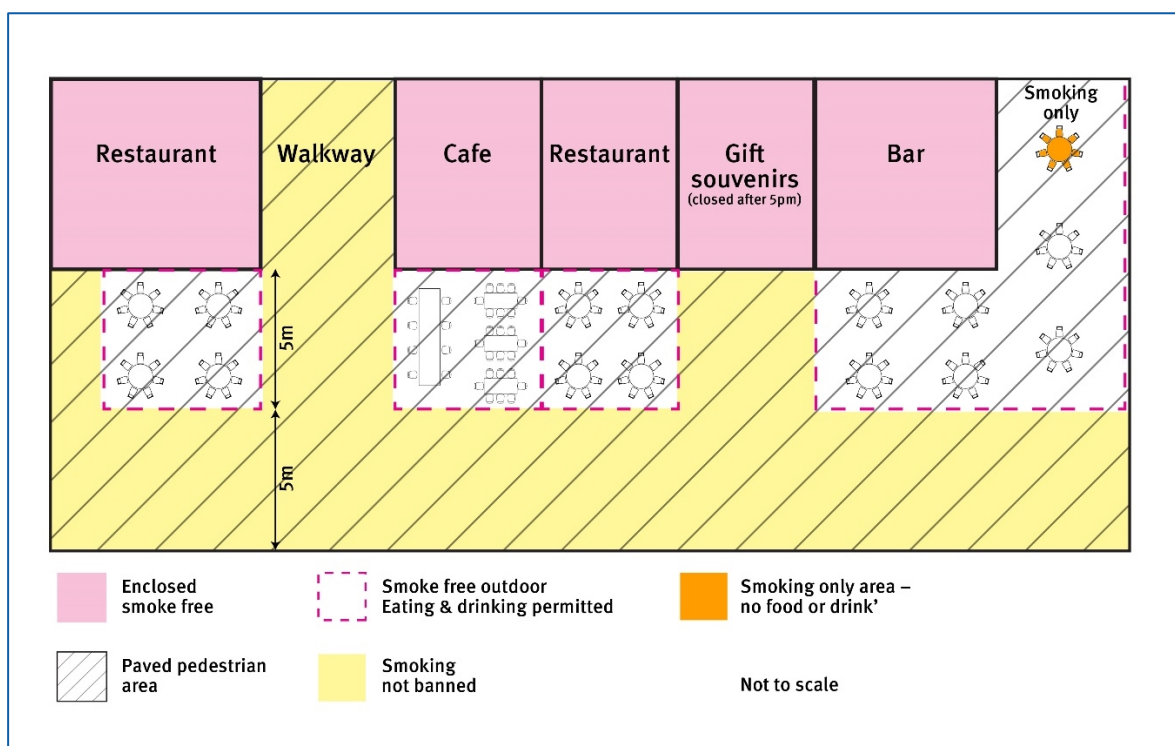 Smoking
only
Restaurant
Walkway
Cafe
Restaurant
Gift
souvenirs
(closed after 5pm)
Bar
5m
5m
Enclosed
smoke free
Smoke free outdoor
Eating & drinking permitted
Smoking only area –
no food or drink’
Paved pedestrian
area
Smoking
not banned
Not to scale